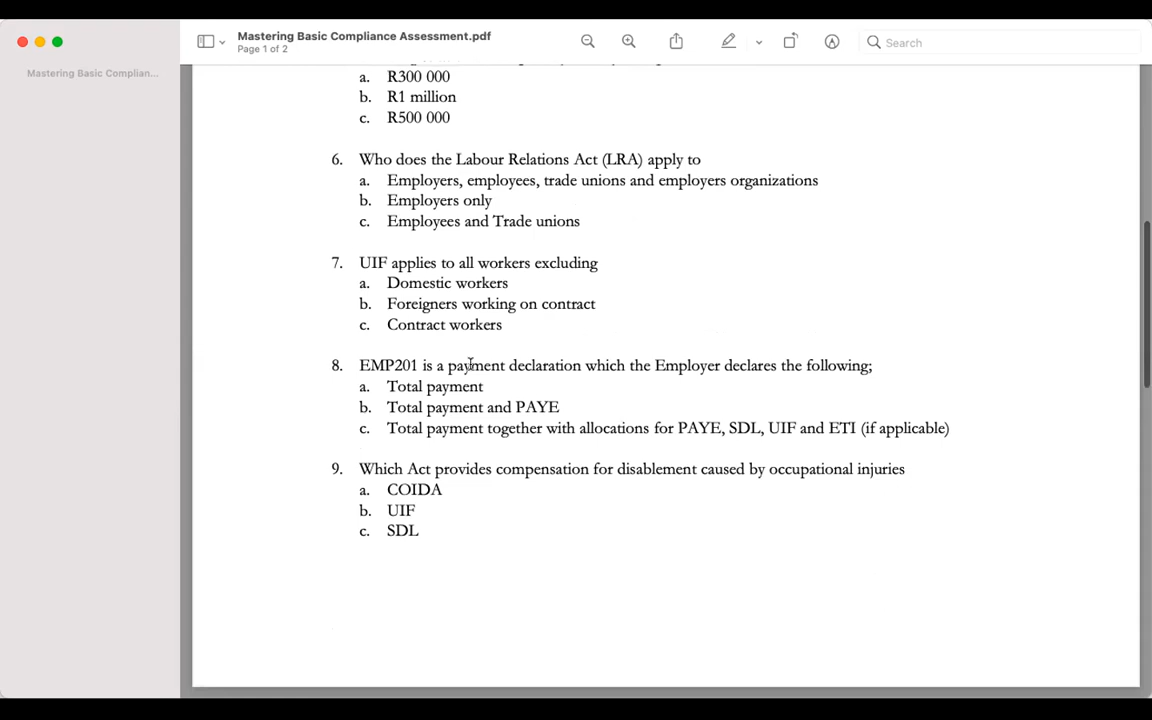 Mastering Basic Compliance Assessment.pdf
Page 1 of 2
Search
Mastering Basic Complian...
a. R300 000
b. R1 million
c. R500 000
6. Who does the Labour Relations Act (LRA) apply to
a. Employers, employees, trade unions and employers organizations
b. Employers only
c. Employees and Trade unions
7. UIF applies to all workers excluding
a. Domestic workers
b. Foreigners working on contract
c. Contract workers
8. EMP201 is a payment declaration which the Employer declares the following;
a. Total payment
b. Total payment and PAYE
c. Total payment together with allocations for PAYE, SDL, UIF and ETI (if applicable)
9. Which Act provides compensation for disablement caused by occupational injuries
a. COIDA
b. UIF
c. SDL